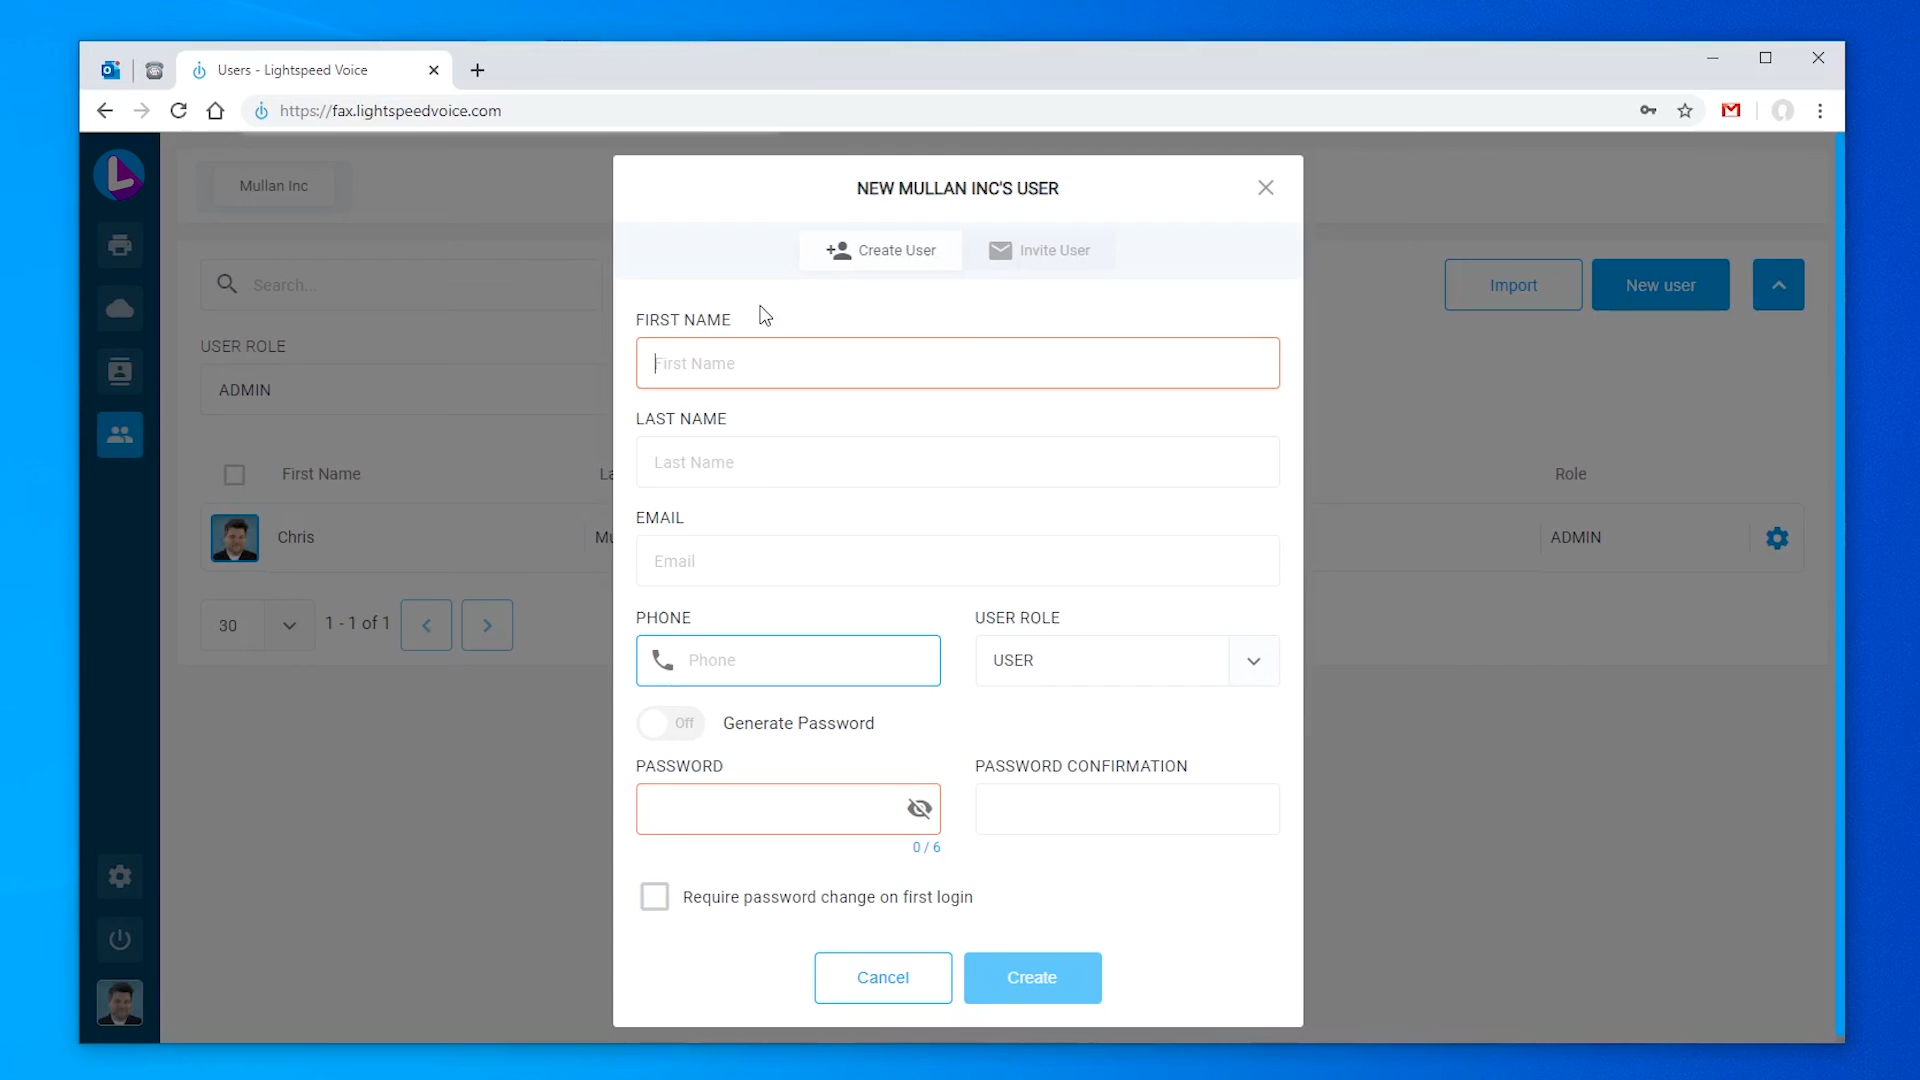 Users - Lightspeed Voice
https://fax.lightspeedvoice.com
Mullan Inc
Search...
Import
New user
USER ROLE
ADMIN
First Name
La
Role
Chris
Mu
ADMIN
30
1 - 1 of 1
NEW MULLAN INC'S USER
Create User
Invite User
FIRST NAME
First Name
LAST NAME
Last Name
EMAIL
Email
PHONE
USER ROLE
Phone
USER
Off
Generate Password
PASSWORD
PASSWORD CONFIRMATION
0 / 6
Require password change on first login
Cancel
Create